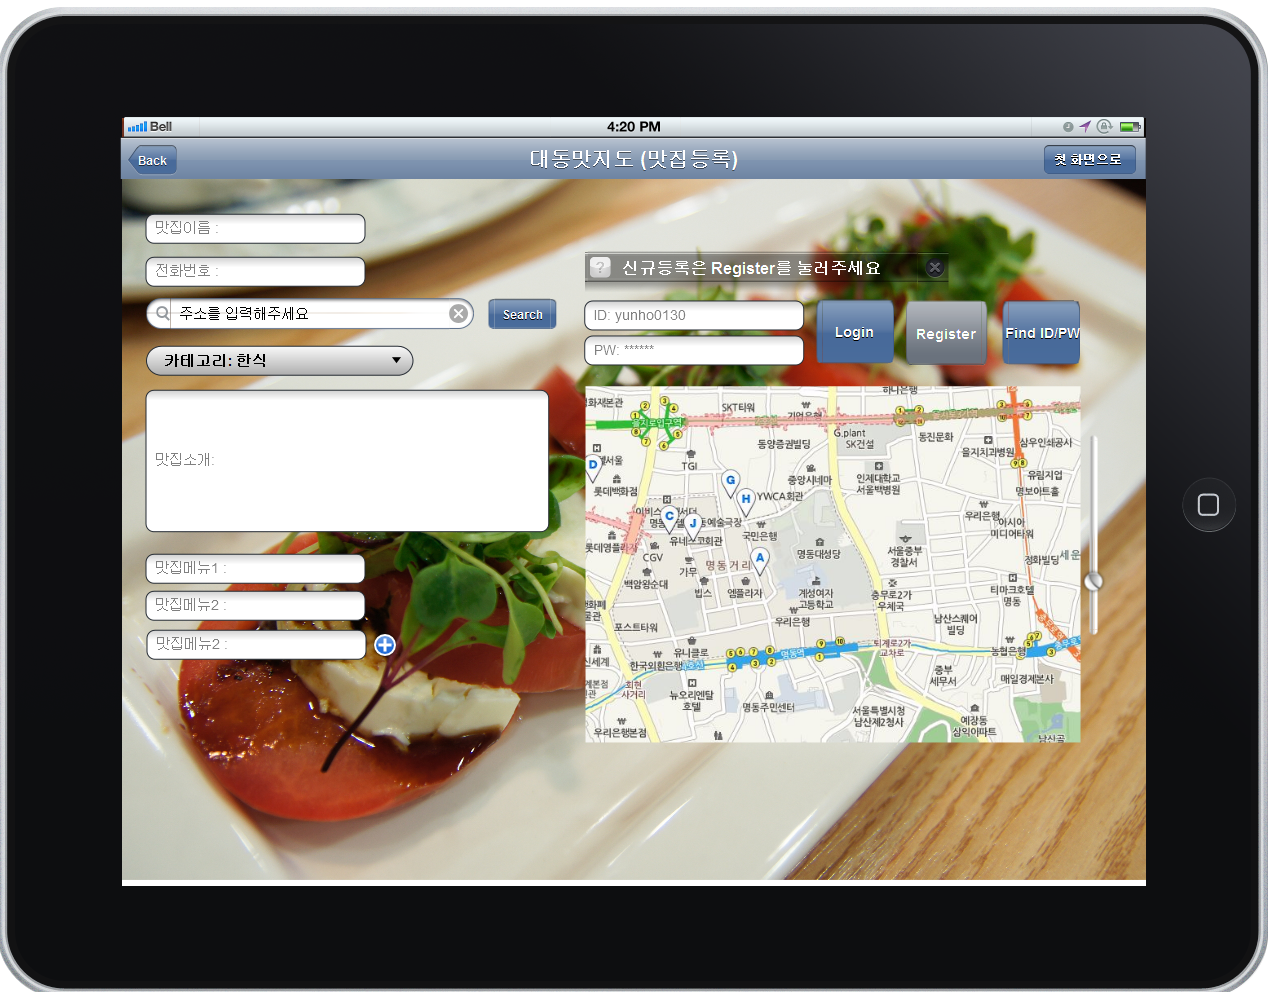 Bell
4:20 PM
Back
대동맛지도 (맛집등록)
첫 화면으로
맛집이름 :
전화번호 :
주소를 입력해주세요
Search
카테고리: 한식
맛집소개:
맛집메뉴1 :
맛집메뉴2 :
맛집메뉴2 :
? 신규등록은 Register를 눌러주세요
ID: yunho0130
PW: ******
Login
Register
Find ID/PW
화재본관
SKT타워
기업은행
하나은행
을지로입구역
G.plant
SK건설
동진문화
동양증권빌딩
을지치과병원
삼우인쇄공사
TGI
D
G
H
C
J
A
중앙시네마
인제대학교
서울백병원
유림지업
명보아트홀
롯데백화점
YWCA회관
예술극장
유네스코회관
국민은행
우리은행
아시아
미디어타워
롯데영플라자
CGV
명동거리
명동대성당
서울중부
경찰서
정화빌딩
세운
백암왕순대
가무
빕스
엠플라자
계성여자
고등학교
충무로2가
우체국
티마크호텔
명동
포스트타워
우리은행
남산스퀘어
빌딩
유니클로
명동역
퇴계로2가
교차로
농협은행
신세계
한국외환은행
회현
사거리
뉴오리엔탈
호텔
명동주민센터
중부
세무서
매일경제본사
서울특별시청
남산제2청사
예장동
삼익아파트
우리은행본점
남산골